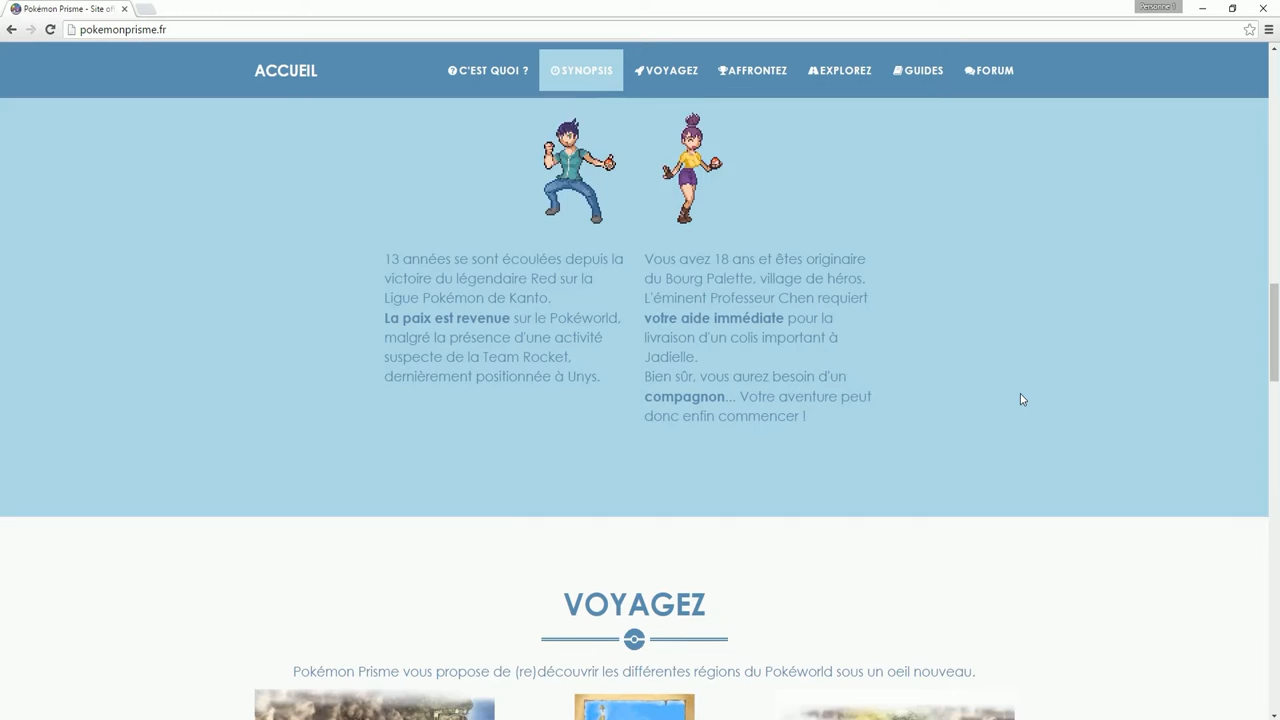 Pokémon Prisme - Site of
Personne 1
pokemonprisme.fr
ACCUEIL
C'EST QUOI ?
SYNOPSIS
VOYAGEZ
AFFRONTEZ
EXPLOREZ
GUIDES
FORUM
13 années se sont écoulées depuis la
victoire du légendaire Red sur la
Ligue Pokémon de Kanto.
La paix est revenue sur le Pokéworld,
malgré la présence d'une activité
suspecte de la Team Rocket,
dernièrement positionnée à Unys.
Vous avez 18 ans et êtes originaire
du Bourg Palette, village de héros.
L'éminent Professeur Chen requiert
votre aide immédiate pour la
livraison d'un colis important à
Jadielle.
Bien sûr, vous aurez besoin d'un
compagnon... Votre aventure peut
donc enfin commencer !
VOYAGEZ
Pokémon Prisme vous propose de (re)découvrir les différentes régions du Pokéworld sous un oeil nouveau.